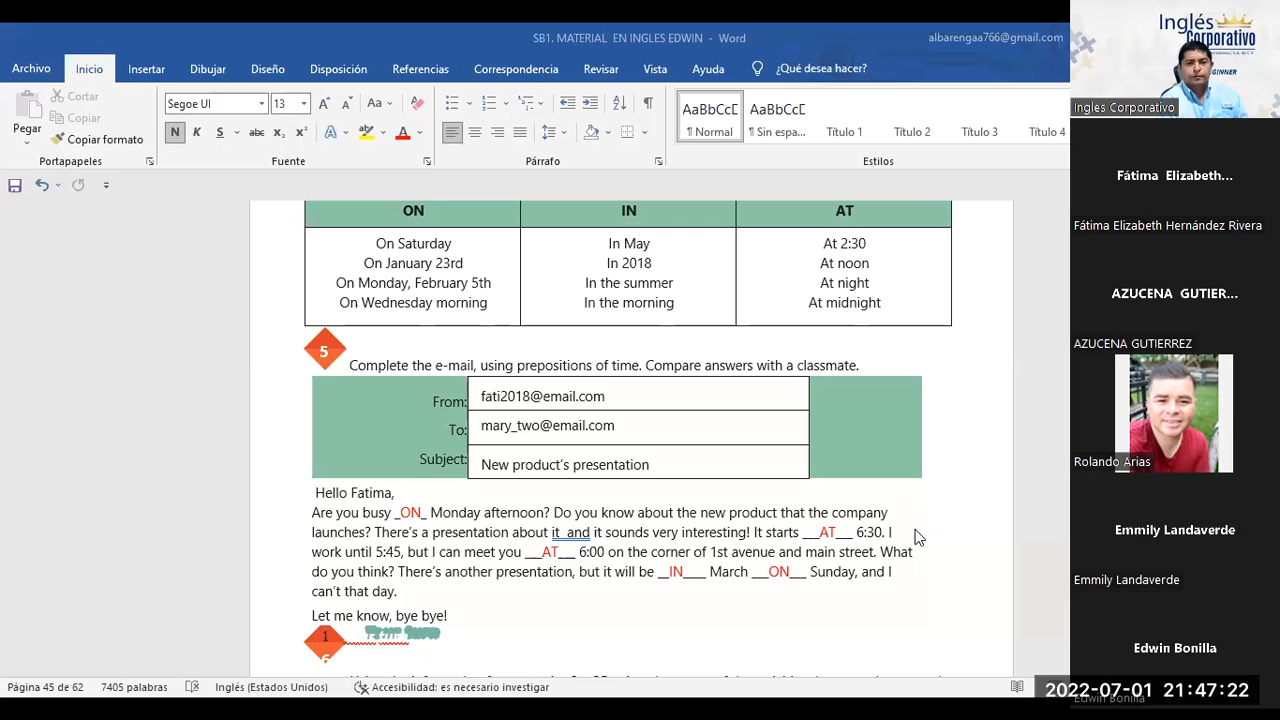 SB1. MATERIAL EN INGLES EDWIN - Word
albarengaa766@gmail.com
Archivo Inicio Insertar Dibujar Diseño Disposición Referencias Correspondencia Revisar Vista Ayuda ¿Qué desea hacer?
Pegar
Cortar
Copiar
Copiar formato
Portapapeles
Segoe UI 13
Fuente
Párrafo
AaBbCcD AaBbCcD
¶ Normal ¶ Sin espa... Título 1 Título 2 Título 3 Título 4
Estilos
ON IN AT
On Saturday In May At 2:30
On January 23rd In 2018 At noon
On Monday, February 5th In the summer At night
On Wednesday morning In the morning At midnight
5
Complete the e-mail, using prepositions of time. Compare answers with a classmate.
From: fati2018@email.com
To: mary_two@email.com
Subject: New product's presentation
Hello Fatima,
Are you busy _ON_ Monday afternoon? Do you know about the new product that the company
launches? There's a presentation about it and it sounds very interesting! It starts ___AT___ 6:30. I
work until 5:45, but I can meet you ___AT___ 6:00 on the corner of 1st avenue and main street. What
do you think? There's another presentation, but it will be __IN____ March ___ON___ Sunday, and I
can't that day.
Let me know, bye bye!
1
6
Página 45 de 62 7405 palabras Inglés (Estados Unidos) Accesibilidad: es necesario investigar
Inglés
Corporativo
Ingles Corporativo
Fátima Elizabeth...
Fátima Elizabeth Hernández Rivera
AZUCENA GUTIER...
AZUCENA GUTIERREZ
Rolando Arias
Emmily Landaverde
Emmily Landaverde
Edwin Bonilla
Edwin Bonilla
2022-07-01 21:47:22